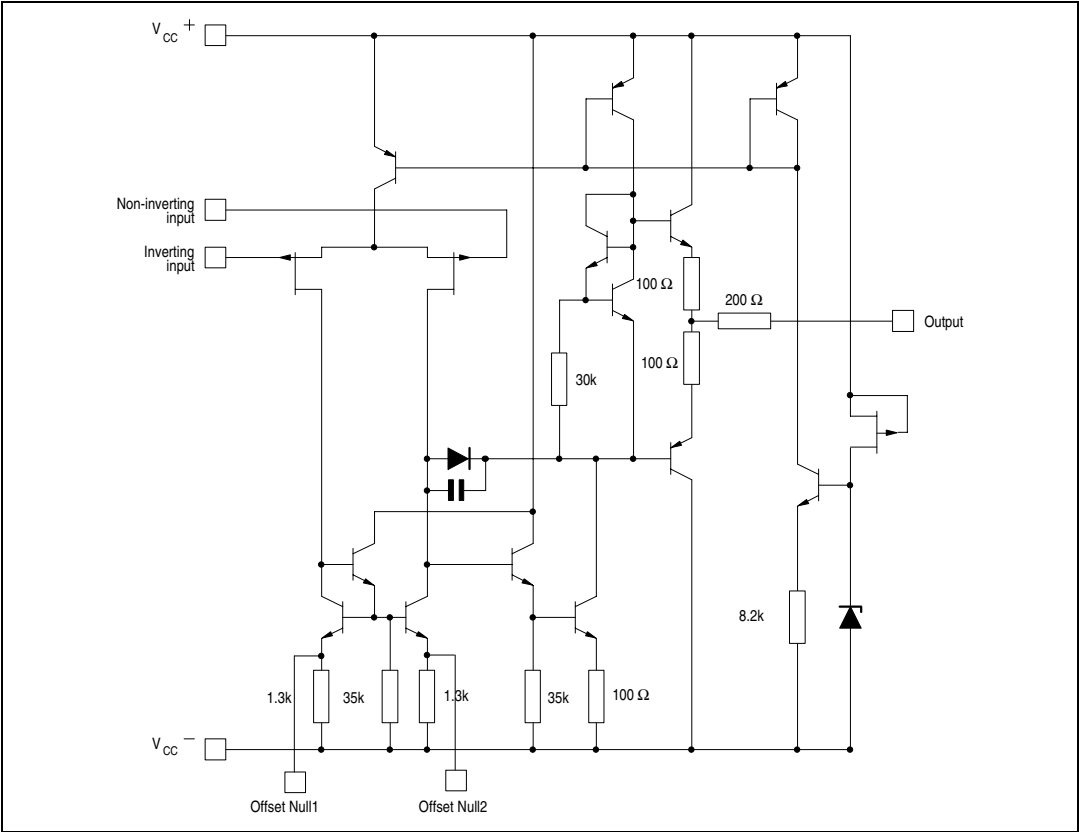 V CC +
Non-inverting
input
Inverting
input
100 Ω
200 Ω
Output
100 Ω
30k
8.2k
1.3k
35k
1.3k
35k
100 Ω
V CC −
Offset Null1
Offset Null2